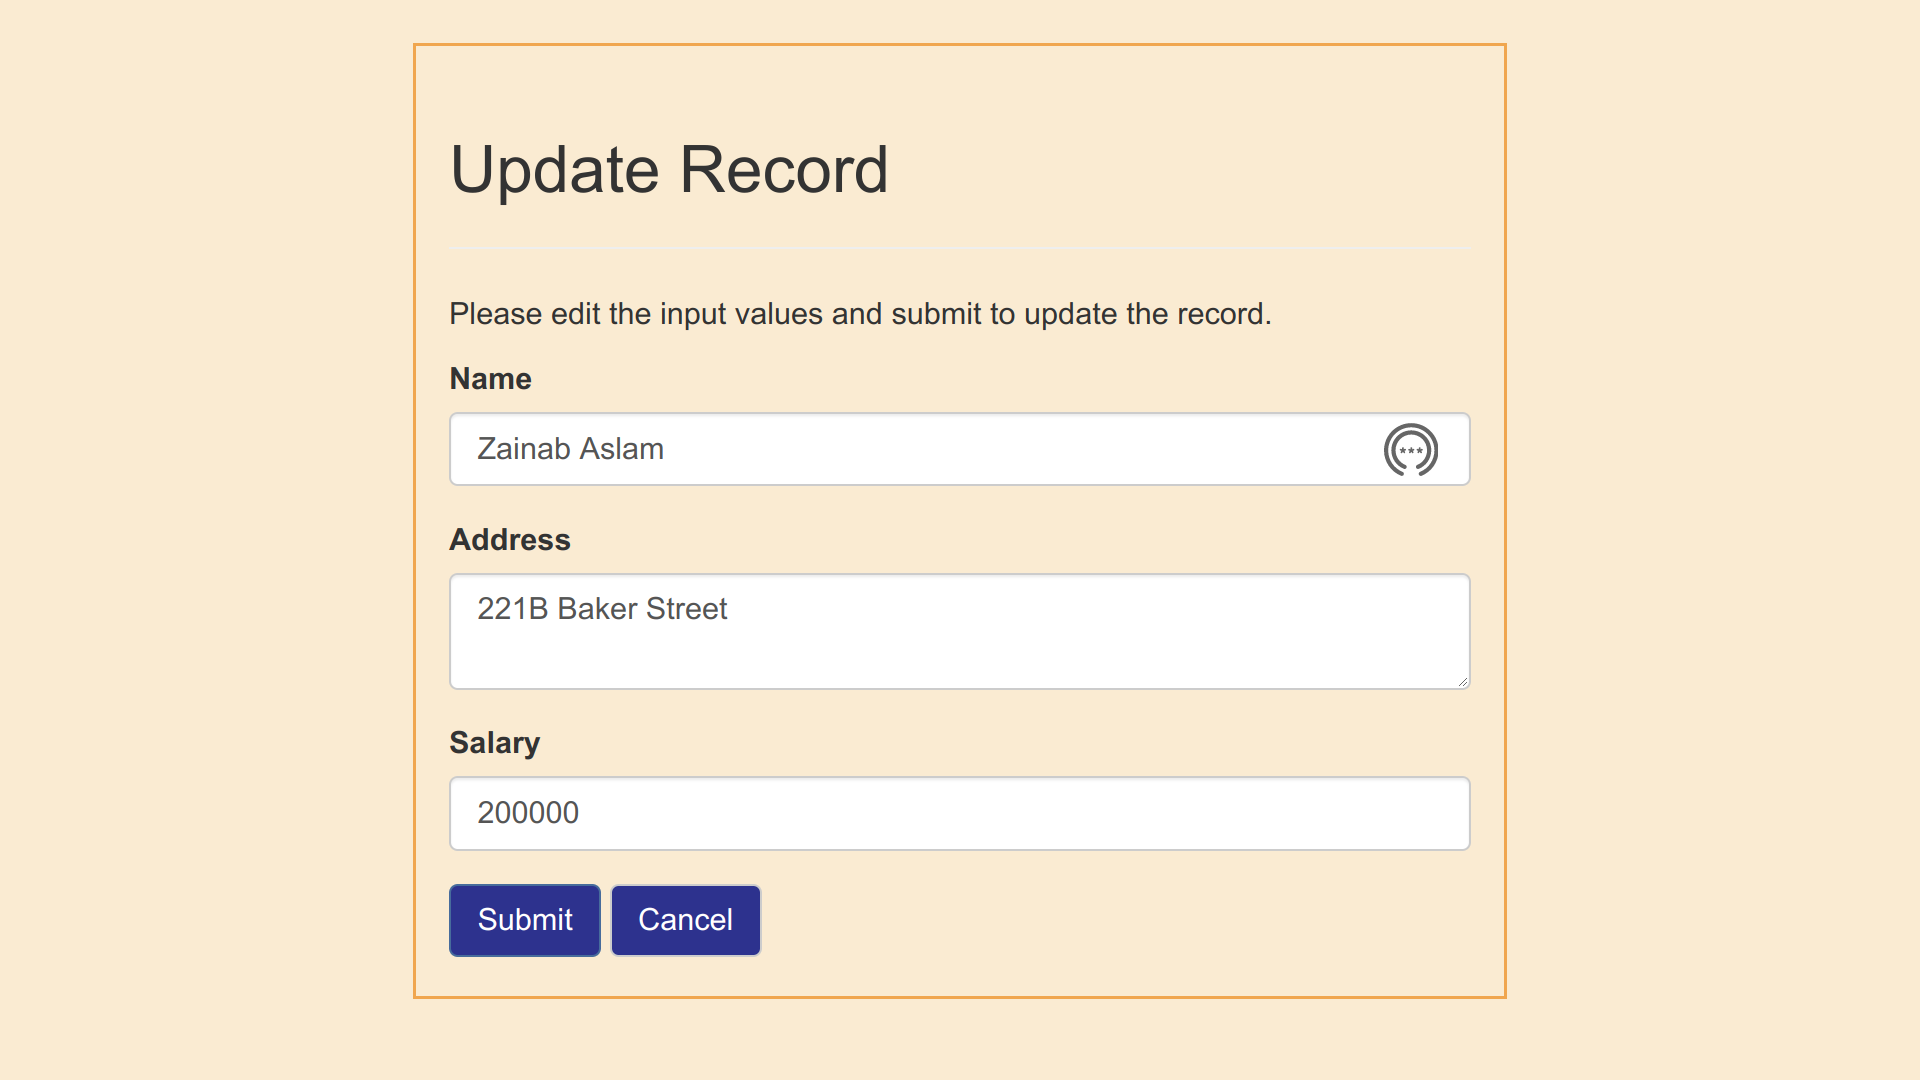 Update Record
Please edit the input values and submit to update the record.
Name
Zainab Aslam
Address
221B Baker Street
Salary
200000
Submit Cancel